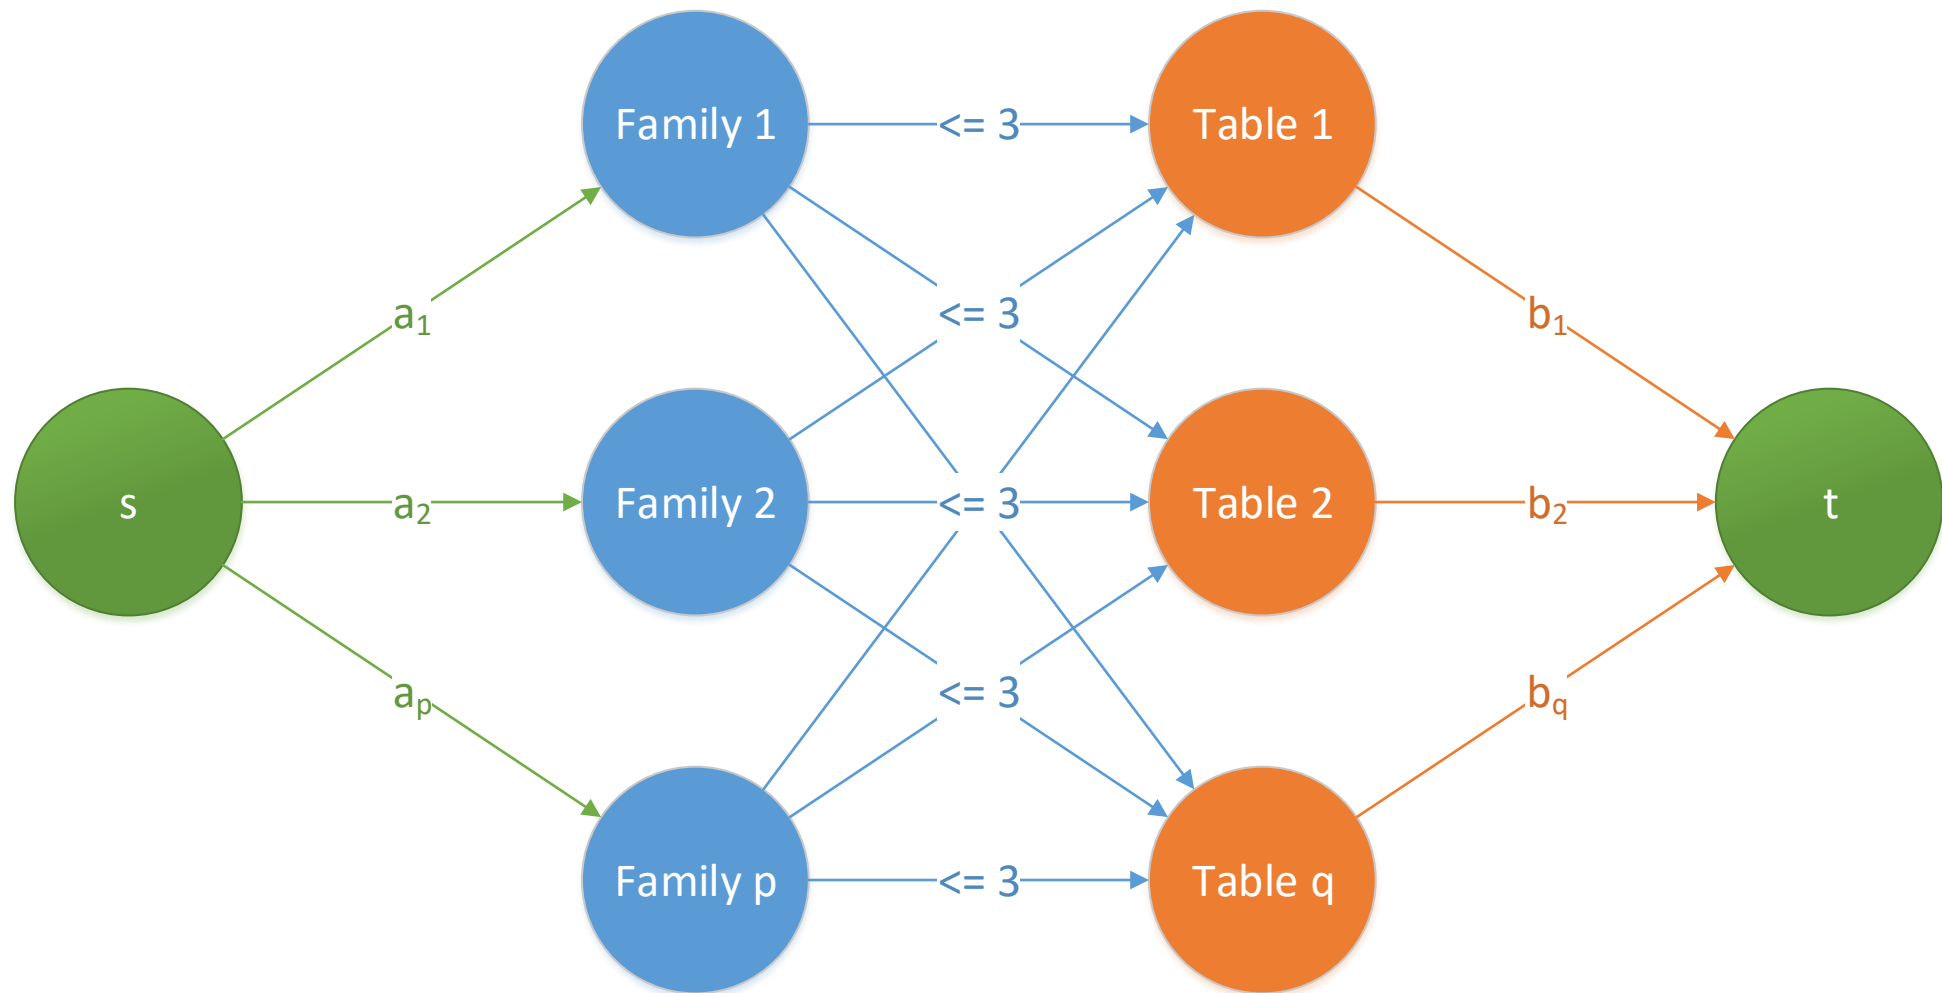 Family 1
<= 3
Table 1
a₁
<= 3
b₁
s
a₂
Family 2
<= 3
Table 2
b₂
t
aₚ
<= 3
b_q
Family p
<= 3
Table q